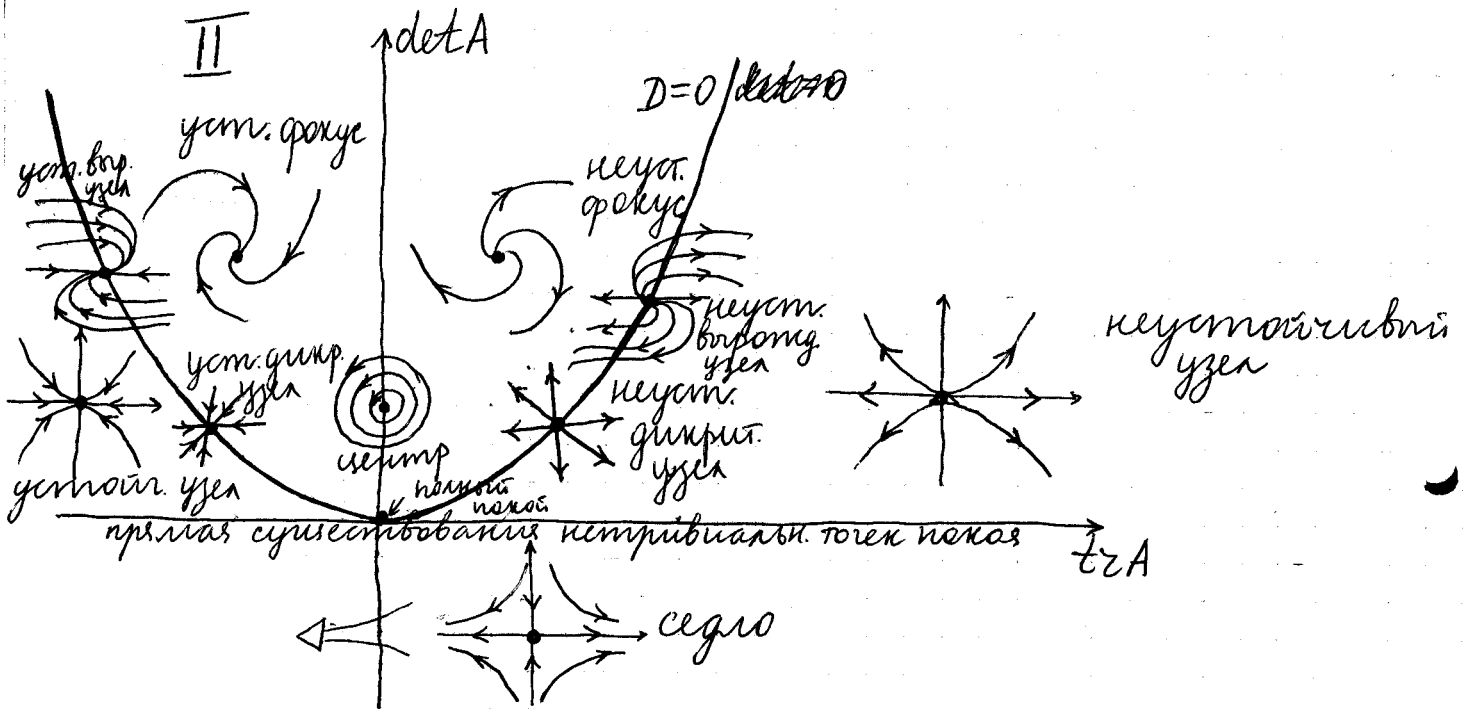 II
detA
D=0
уст. фокус
уст. выр.
узел
неуст.
фокус
неуст.
вырожд
узел
неустойчивый
узел
уст. дикр.
узел
неуст.
дикрит.
узел
центр
устойч. узел
полный
покой
прямая существования нетривиальн. точек покоя
trA
седло